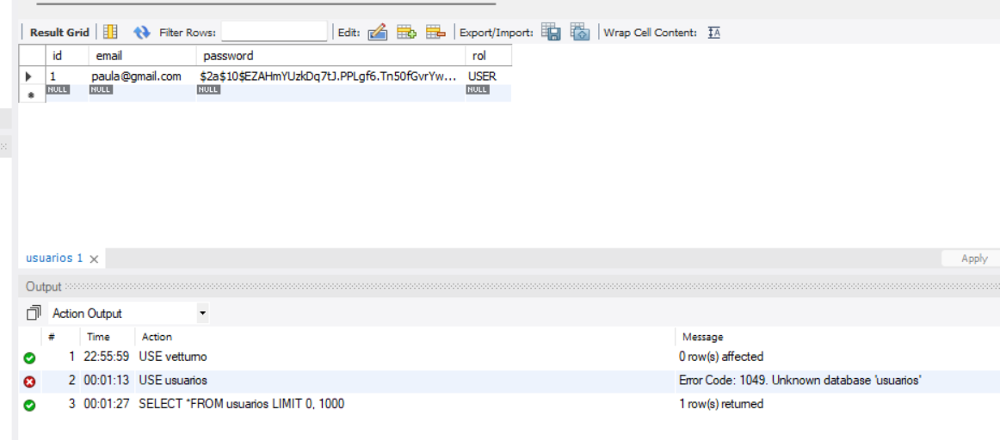 Result Grid Filter Rows: Edit: Export/Import: Wrap Cell Content: IA
id email password rol
1 paula@gmail.com $2a$10$EZAHmYUzkDq7tJ.PPLgf6.Tn50fGvrYw... USER
NULL NULL NULL NULL
usuarios 1 Apply
Output
Action Output
# Time Action Message
1 22:55:59 USE vetturno 0 row(s) affected
2 00:01:13 USE usuarios Error Code: 1049. Unknown database 'usuarios'
3 00:01:27 SELECT *FROM usuarios LIMIT 0, 1000 1 row(s) returned